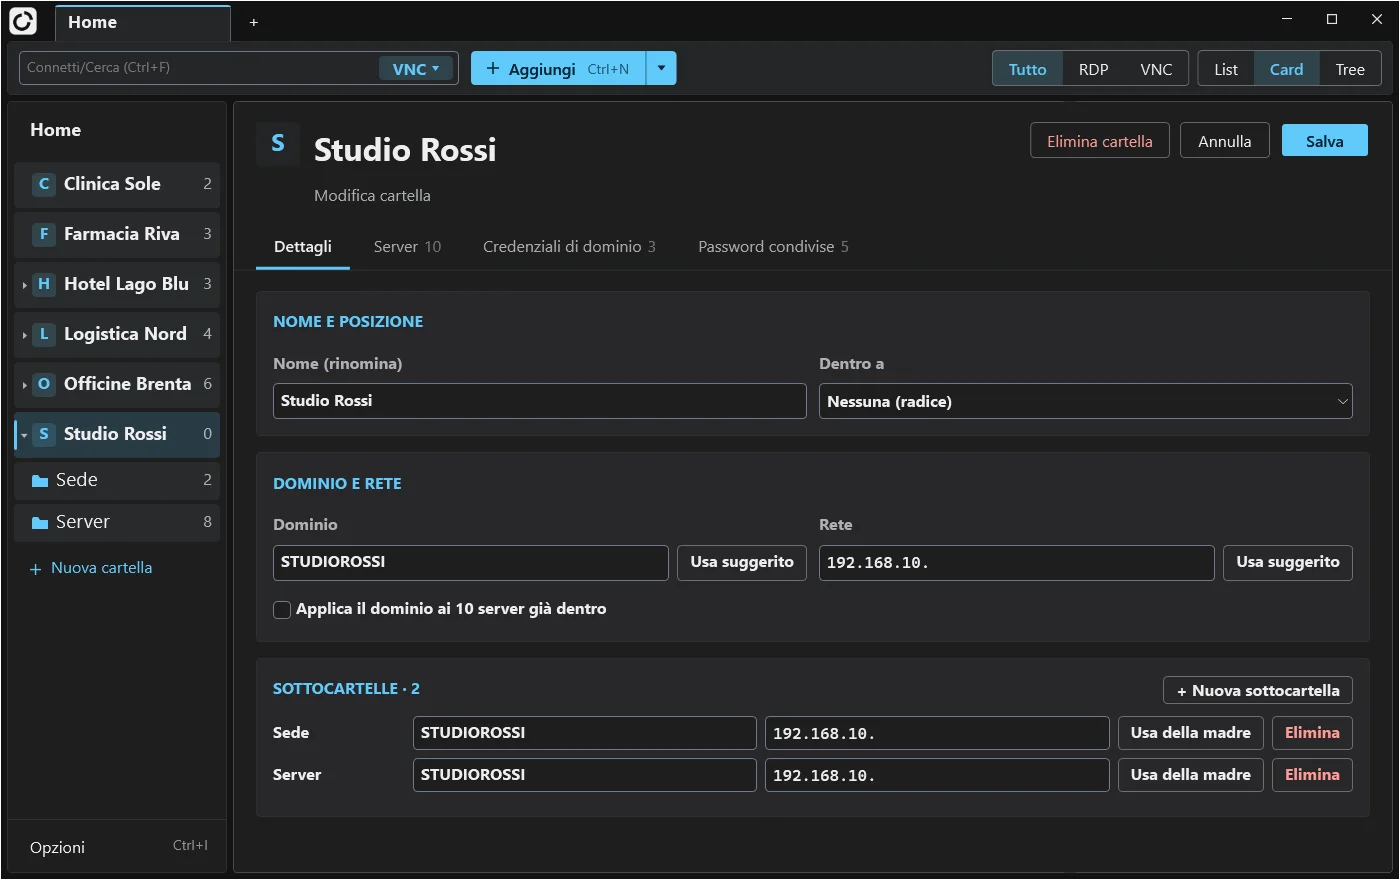 Home
+
Connetti/Cerca (Ctrl+F)
VNC
+ Aggiungi Ctrl+N
Tutto RDP VNC
List Card Tree
Home
C Clinica Sole 2
F Farmacia Riva 3
H Hotel Lago Blu 3
L Logistica Nord 4
O Officine Brenta 6
S Studio Rossi 0
Sede 2
Server 8
+ Nuova cartella
Opzioni Ctrl+I
S Studio Rossi
Modifica cartella
Elimina cartella Annulla Salva
Dettagli Server 10 Credenziali di dominio 3 Password condivise 5
NOME E POSIZIONE
Nome (rinomina) Dentro a
Studio Rossi Nessuna (radice)
DOMINIO E RETE
Dominio Rete
STUDIOROSSI Usa suggerito 192.168.10. Usa suggerito
Applica il dominio ai 10 server già dentro
SOTTOCARTELLE · 2 + Nuova sottocartella
Sede STUDIOROSSI 192.168.10. Usa della madre Elimina
Server STUDIOROSSI 192.168.10. Usa della madre Elimina